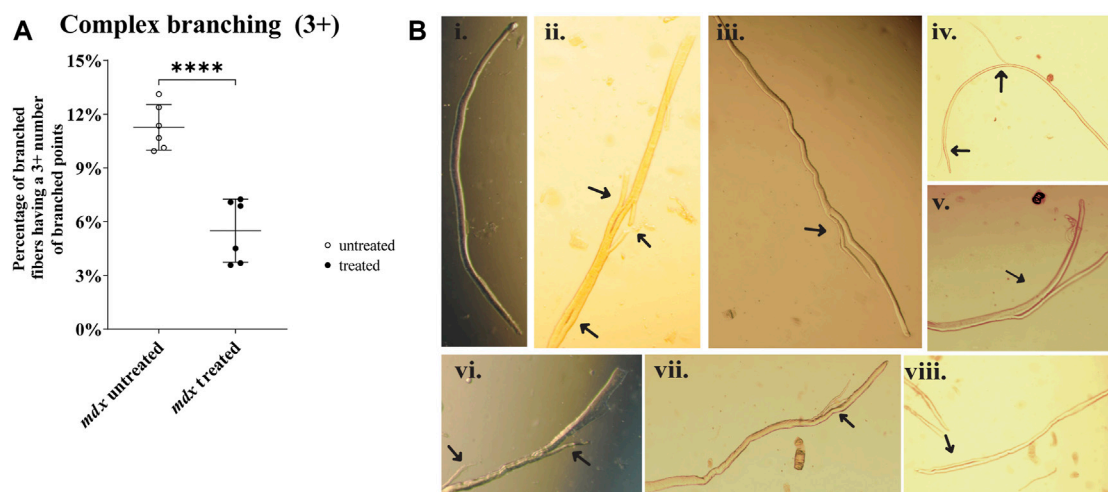 A
Complex branching (3+)
Percentage of branched
fibers having a 3+ number
of branched points
15%
12%
9%
6%
3%
0%
****
untreated
treated
mdx untreated
mdx treated
B
i.
ii.
iii.
iv.
v.
vi.
vii.
viii.